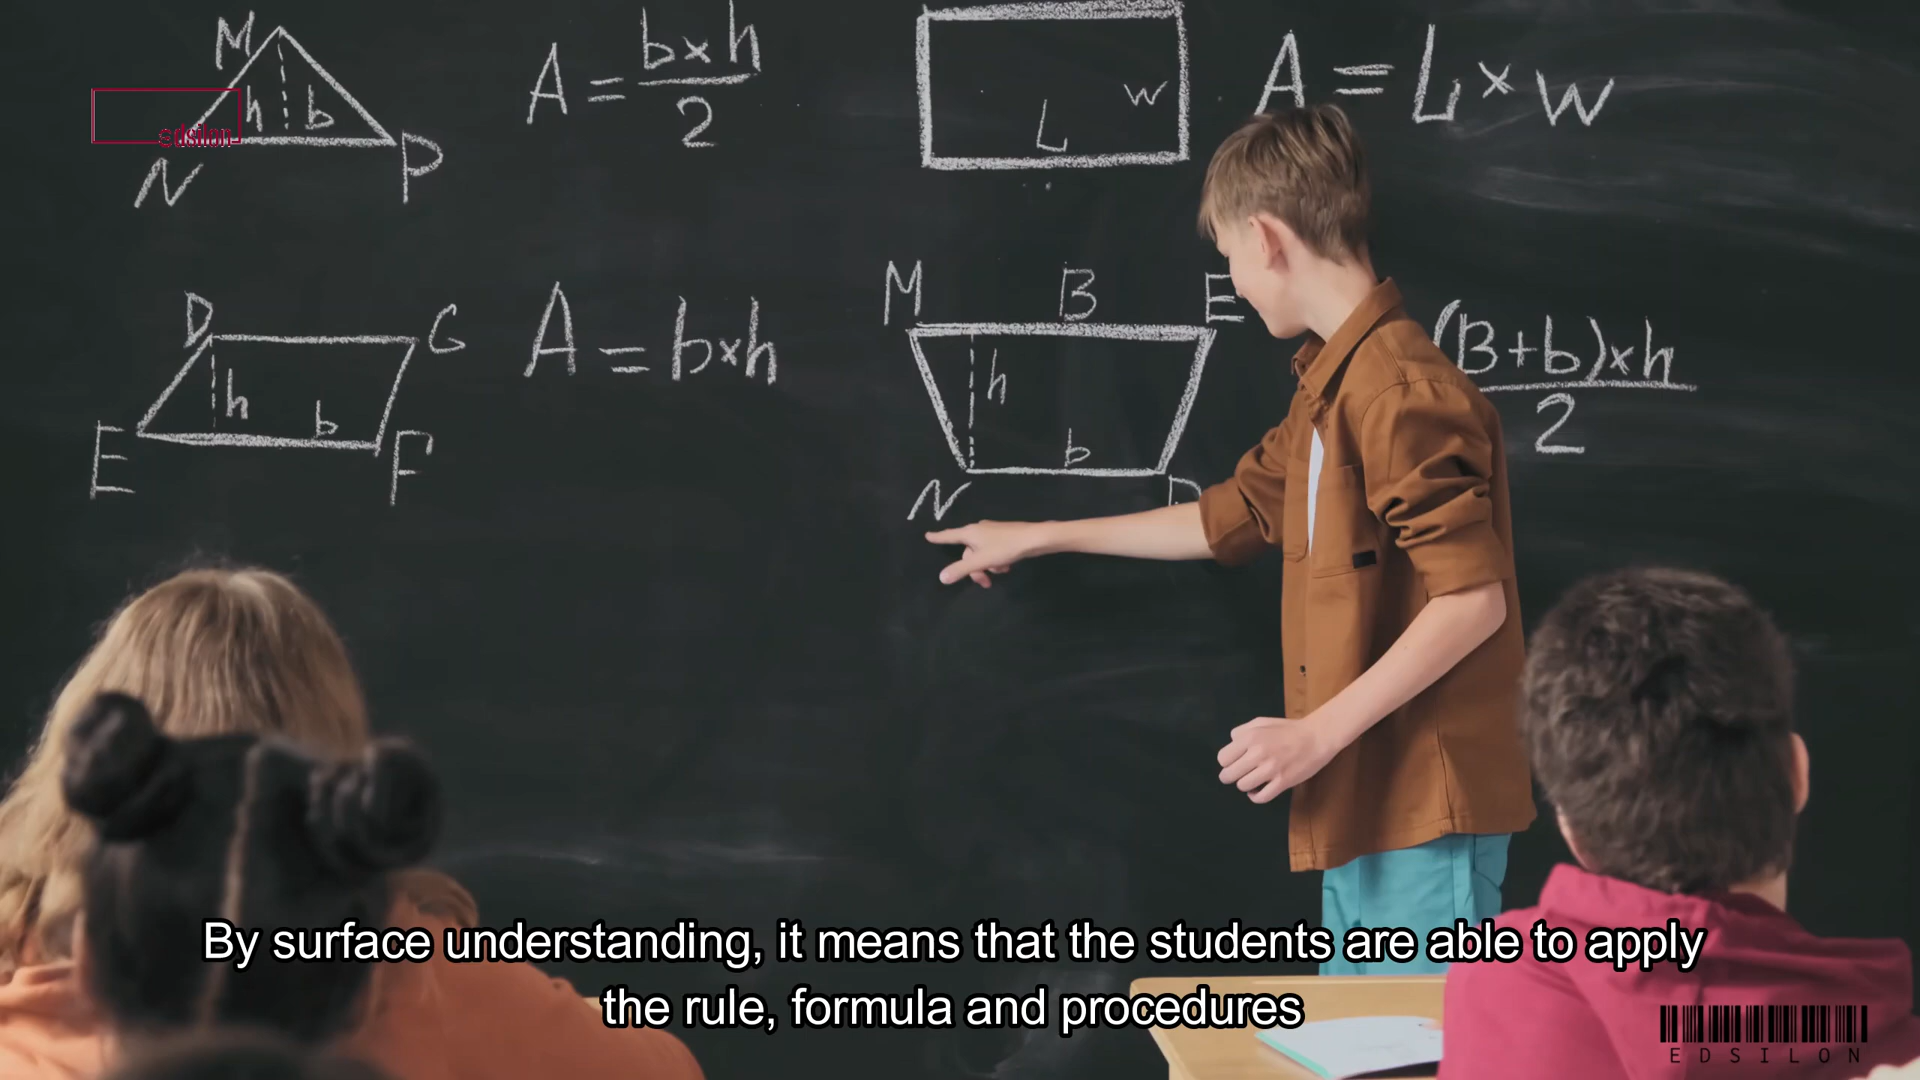 M
h b
edsilon
N P
A = b×h / 2
L
w
A = L×w
D G
h b
E F
A = b×h
M B E
h
b
N
(B+b)×h
2
By surface understanding, it means that the students are able to apply
the rule, formula and procedures
EDSILON